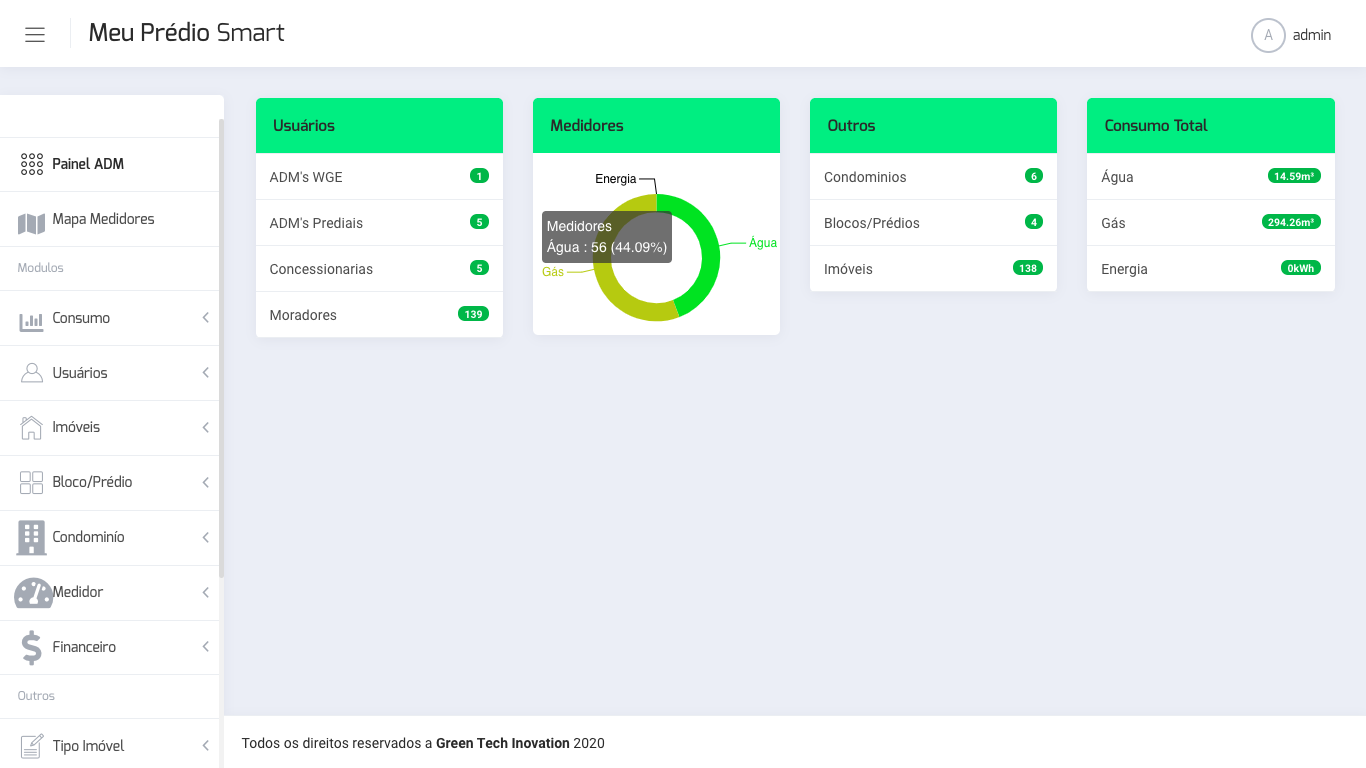 Meu Prédio Smart
A admin
Painel ADM
Mapa Medidores
Modulos
Consumo
Usuários
Imóveis
Bloco/Prédio
Condominío
Medidor
Financeiro
Outros
Tipo Imóvel
Usuários
ADM's WGE 1
ADM's Prediais 5
Concessionarias 5
Moradores 139
Medidores
Energia
Medidores
Água : 56 (44.09%)
Água
Gás
Outros
Condominios 6
Blocos/Prédios 4
Imóveis 138
Consumo Total
Água 14.59m³
Gás 294.26m³
Energia 0kWh
Todos os direitos reservados a Green Tech Inovation 2020